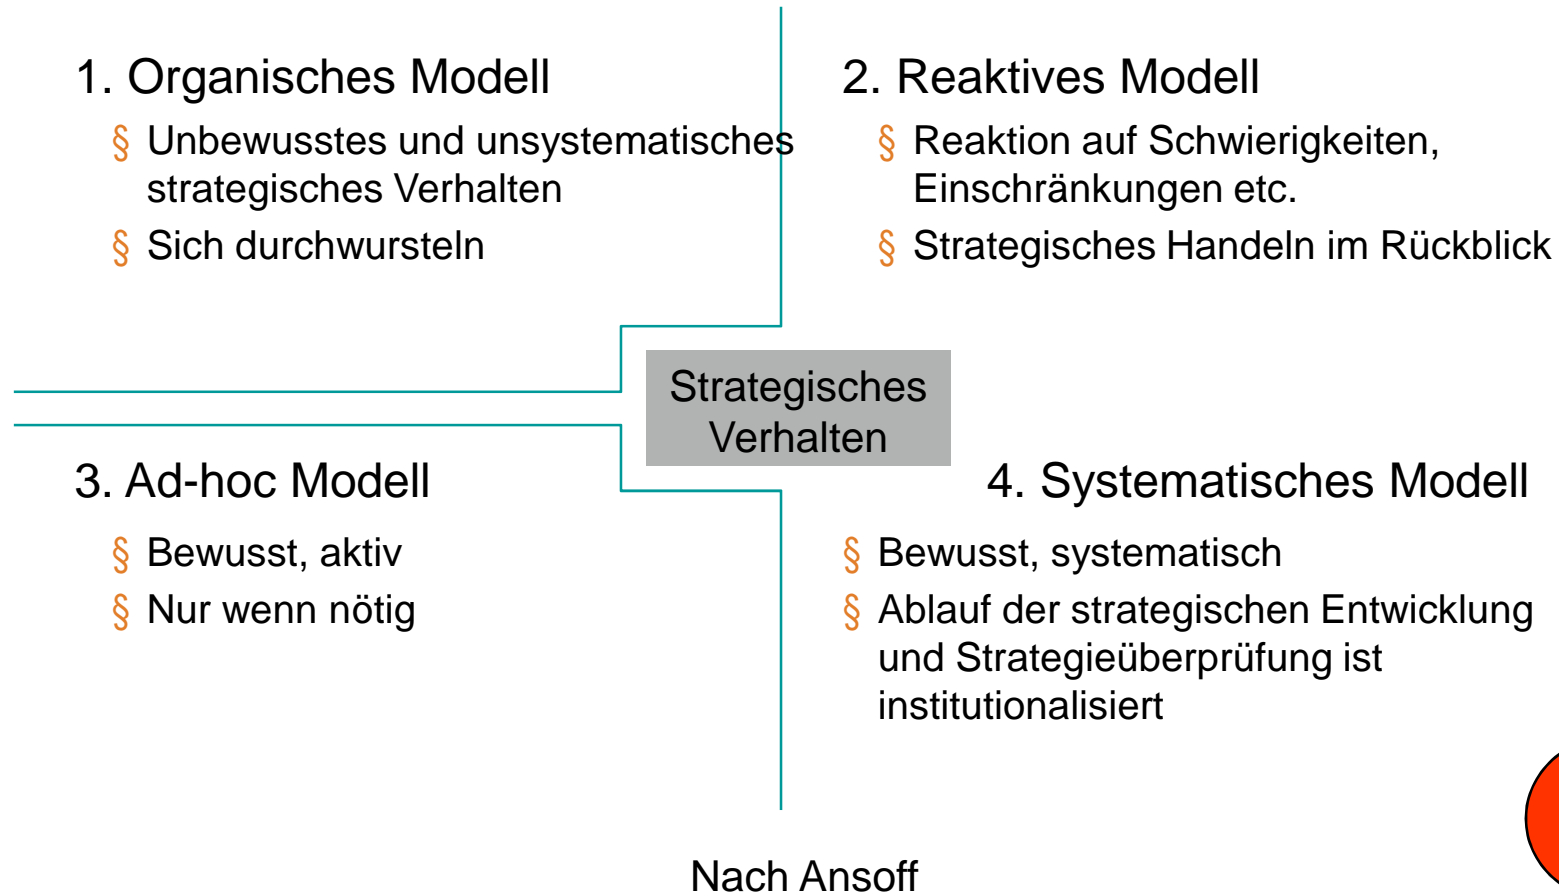 1. Organisches Modell
§ Unbewusstes und unsystematisches
strategisches Verhalten
§ Sich durchwursteln
2. Reaktives Modell
§ Reaktion auf Schwierigkeiten,
Einschränkungen etc.
§ Strategisches Handeln im Rückblick
Strategisches
Verhalten
3. Ad-hoc Modell
§ Bewusst, aktiv
§ Nur wenn nötig
4. Systematisches Modell
§ Bewusst, systematisch
§ Ablauf der strategischen Entwicklung
und Strategieüberprüfung ist
institutionalisiert
Nach Ansoff